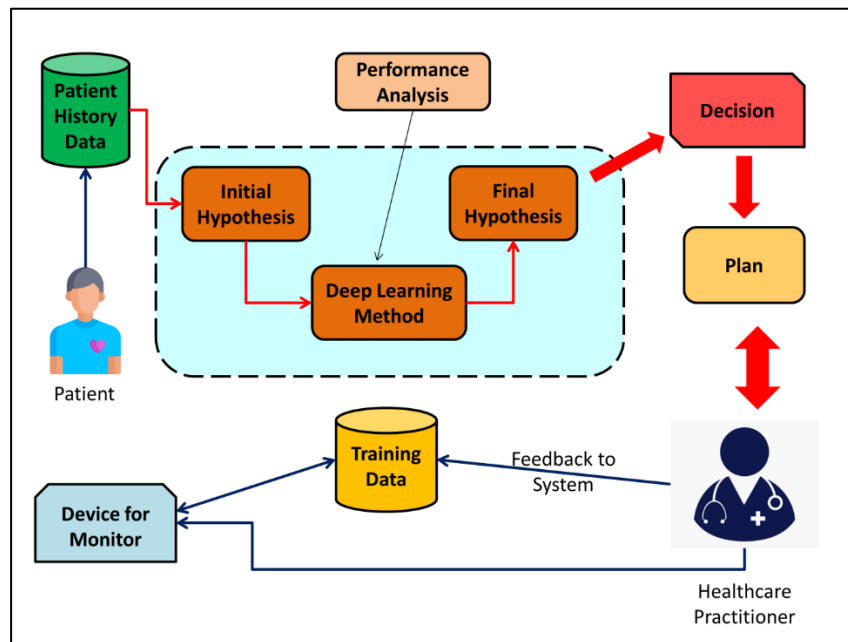 Patient
History
Data
Performance
Analysis
Decision
Initial
Hypothesis
Final
Hypothesis
Plan
Deep Learning
Method
Patient
Training
Data
Feedback to
System
Device for
Monitor
Healthcare
Practitioner